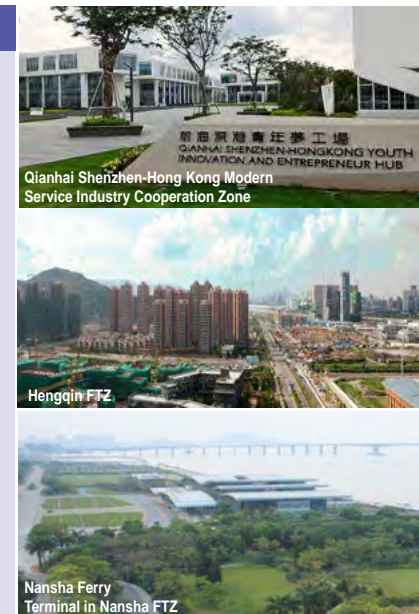 前海深港青年夢工場
QIANHAI SHENZHEN-HONGKONG YOUTH
INNOVATION AND ENTREPRENEUR HUB
Qianhai Shenzhen-Hong Kong Modern
Service Industry Cooperation Zone
Hengqin FTZ
Nansha Ferry
Terminal in Nansha FTZ